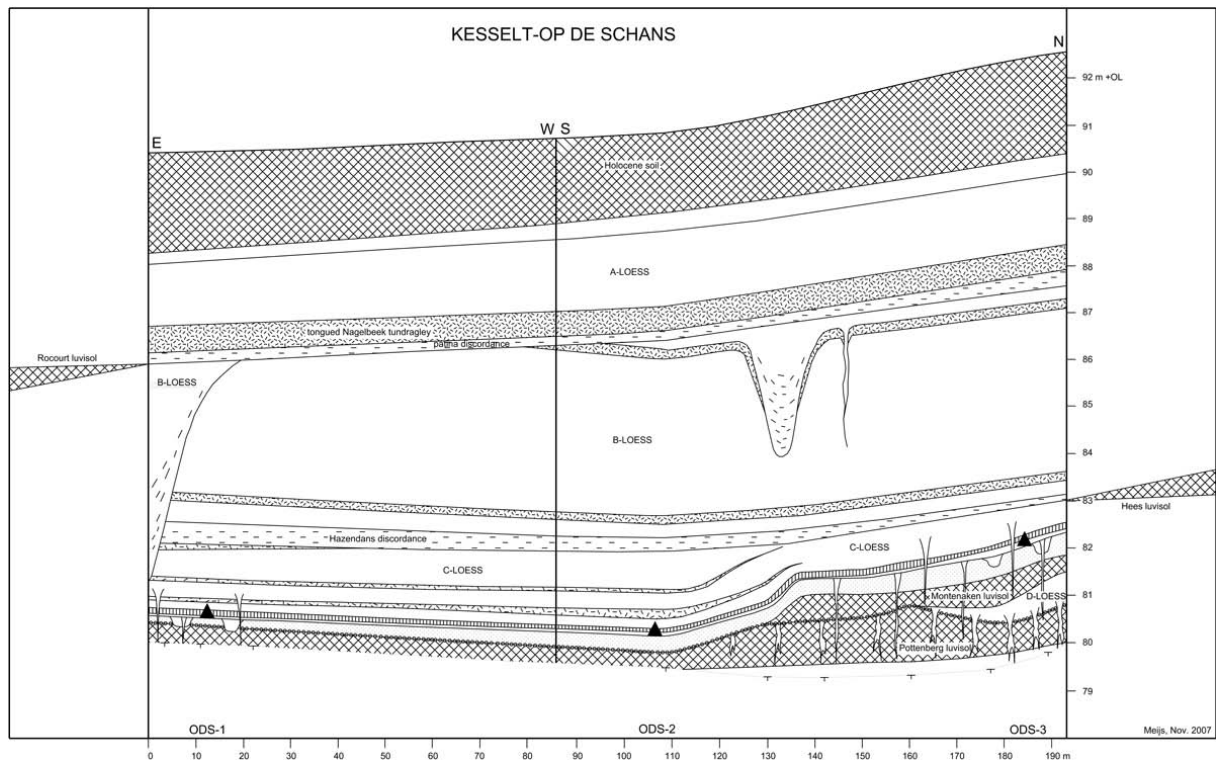 KESSELT-OP DE SCHANS
N
92 m +OL
E
W S
91
Holocene soil
90
89
A-LOESS
88
87
tongued Nagelbeek tundragley
patina discordance
Rocourt luvisol
86
B-LOESS
85
B-LOESS
84
83
Hees luvisol
Hazendans discordance
82
C-LOESS
C-LOESS
81
Montenaken luvisol
D-LOESS
80
Pottenberg luvisol
79
ODS-1
ODS-2
ODS-3
Meijs, Nov. 2007
0 10 20 30 40 50 60 70 80 90 100 110 120 130 140 150 160 170 180 190 m